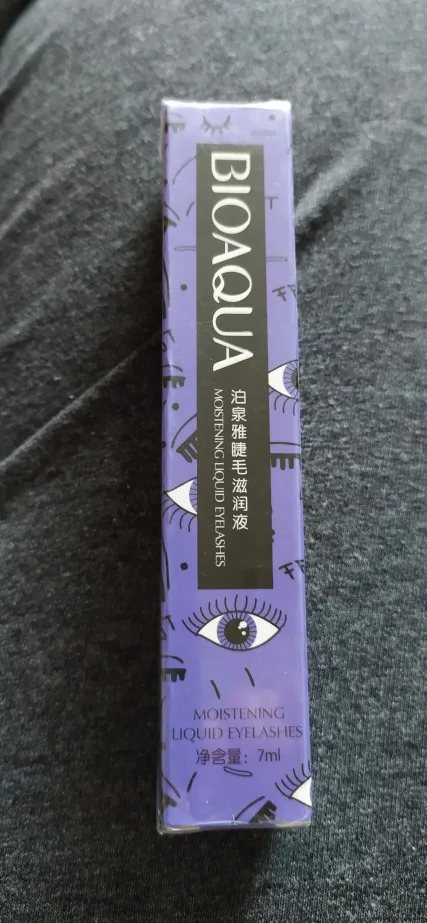 BIOAQUA
泊泉雅睫毛滋润液
MOISTENING LIQUID EYELASHES
MOISTENING
LIQUID EYELASHES
净含量：7ml